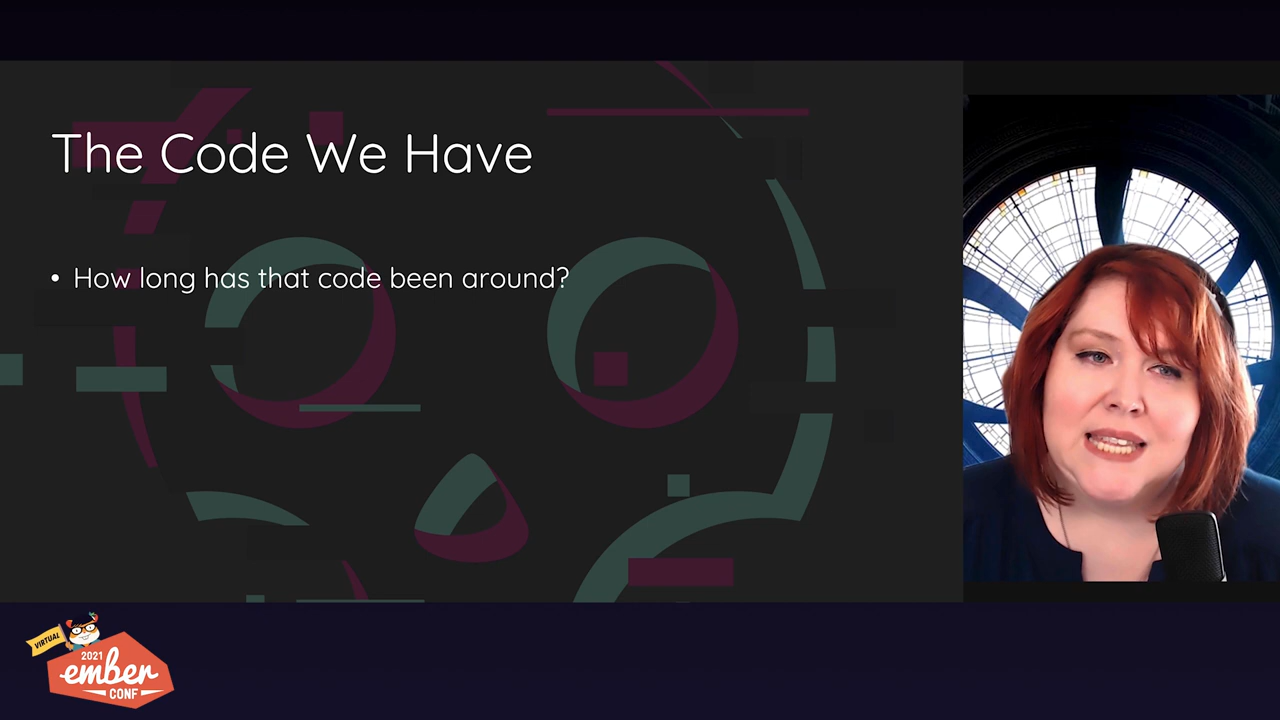 The Code We Have
• How long has that code been around?
VIRTUAL
2021
ember
CONF